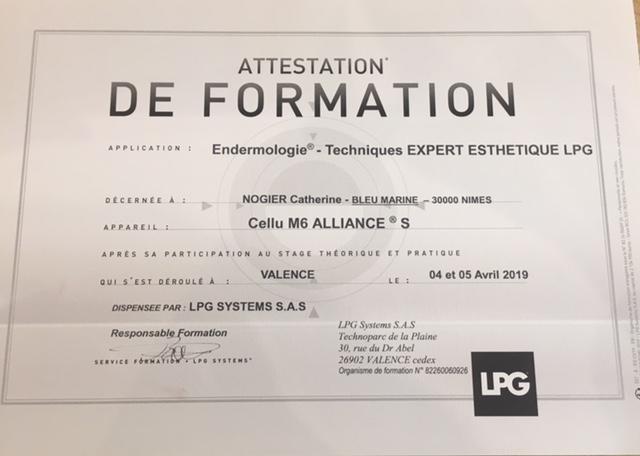 ATTESTATION*
DE FORMATION
APPLICATION : Endermologie® - Techniques EXPERT ESTHETIQUE LPG
DÉCERNÉE À : NOGIER Catherine - BLEU MARINE – 30000 NIMES
APPAREIL : Cellu M6 ALLIANCE ® S
APRÈS SA PARTICIPATION AU STAGE THÉORIQUE ET PRATIQUE
QUI S'EST DÉROULÉ À : VALENCE LE : 04 et 05 Avril 2019
DISPENSEE PAR : LPG SYSTEMS S.A.S
Responsable Formation
SERVICE FORMATION • LPG SYSTEMS®
LPG Systems S.A.S
Technoparc de la Plaine
30, rue du Dr Abel
26902 VALENCE cedex
Organisme de formation N° 82260060926
LPG